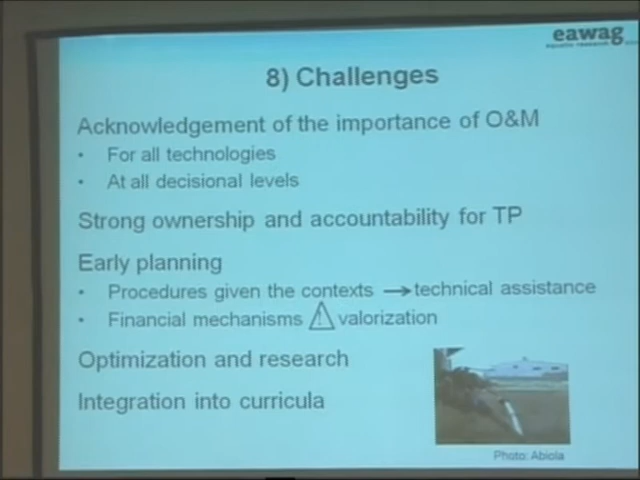 eawag
aquatic research
8) Challenges
Acknowledgement of the importance of O&M
• For all technologies
• At all decisional levels
Strong ownership and accountability for TP
Early planning
• Procedures given the contexts → technical assistance
• Financial mechanisms ⚠ valorization
Optimization and research
Integration into curricula
Photo: Abiola